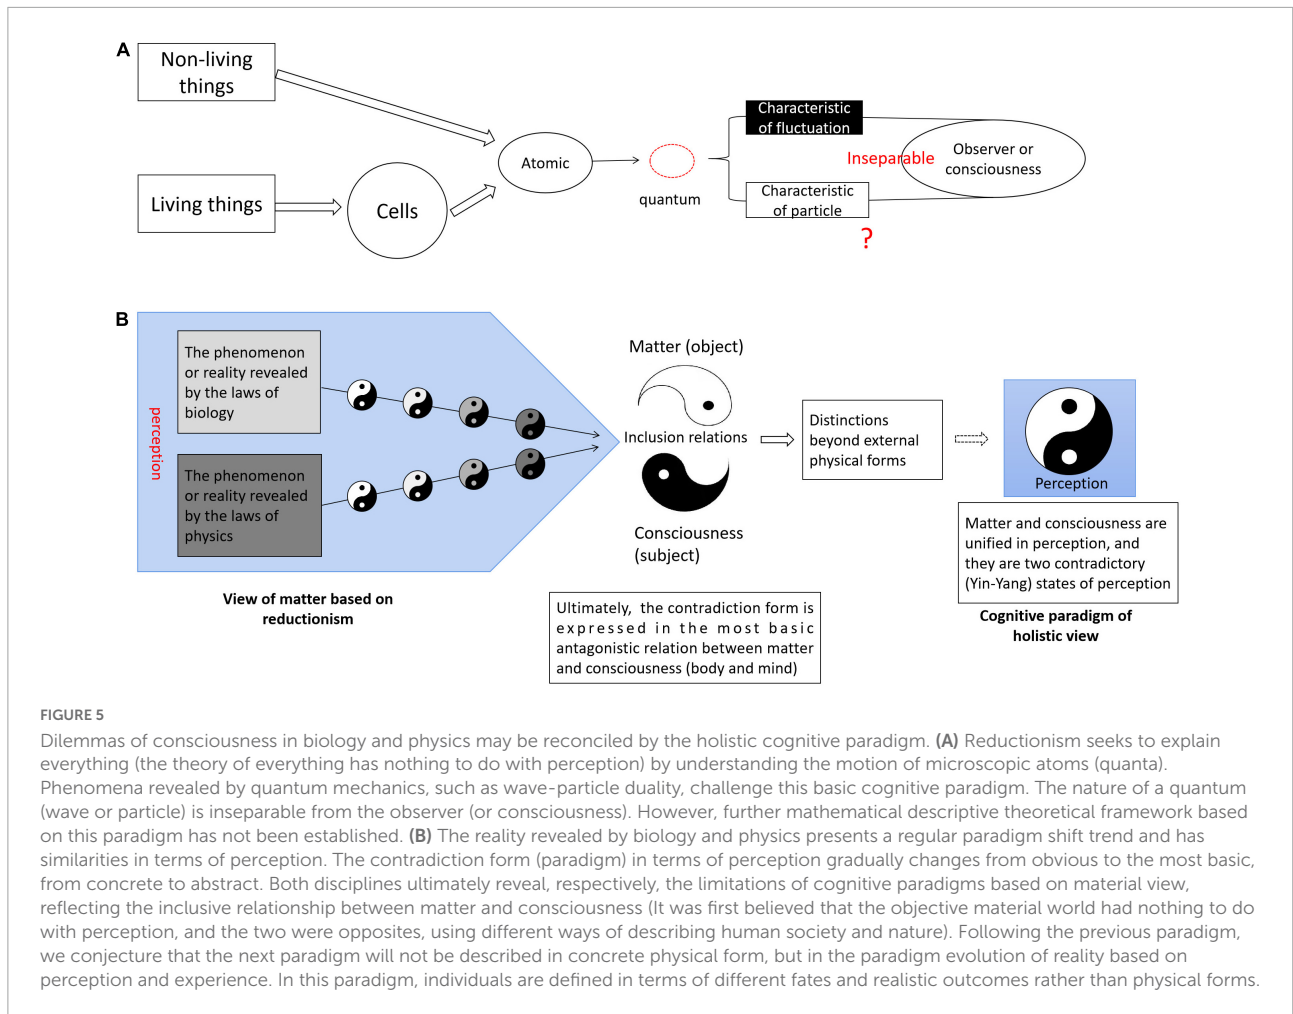 A
Non-living
things
Living things
Cells
Atomic
quantum
Characteristic
of fluctuation
Inseparable
Characteristic
of particle
?
Observer or
consciousness
B
perception
The phenomenon
or reality revealed
by the laws of
biology
The phenomenon
or reality revealed
by the laws of
physics
View of matter based on
reductionism
Matter (object)
Inclusion relations
Consciousness
(subject)
Ultimately, the contradiction form is
expressed in the most basic
antagonistic relation between matter
and consciousness (body and mind)
Distinctions
beyond external
physical forms
Perception
Matter and consciousness are
unified in perception, and
they are two contradictory
(Yin-Yang) states of perception
Cognitive paradigm of
holistic view
FIGURE 5
Dilemmas of consciousness in biology and physics may be reconciled by the holistic cognitive paradigm. (A) Reductionism seeks to explain
everything (the theory of everything has nothing to do with perception) by understanding the motion of microscopic atoms (quanta).
Phenomena revealed by quantum mechanics, such as wave-particle duality, challenge this basic cognitive paradigm. The nature of a quantum
(wave or particle) is inseparable from the observer (or consciousness). However, further mathematical descriptive theoretical framework based
on this paradigm has not been established. (B) The reality revealed by biology and physics presents a regular paradigm shift trend and has
similarities in terms of perception. The contradiction form (paradigm) in terms of perception gradually changes from obvious to the most basic,
from concrete to abstract. Both disciplines ultimately reveal, respectively, the limitations of cognitive paradigms based on material view,
reflecting the inclusive relationship between matter and consciousness (It was first believed that the objective material world had nothing to do
with perception, and the two were opposites, using different ways of describing human society and nature). Following the previous paradigm,
we conjecture that the next paradigm will not be described in concrete physical form, but in the paradigm evolution of reality based on
perception and experience. In this paradigm, individuals are defined in terms of different fates and realistic outcomes rather than physical forms.